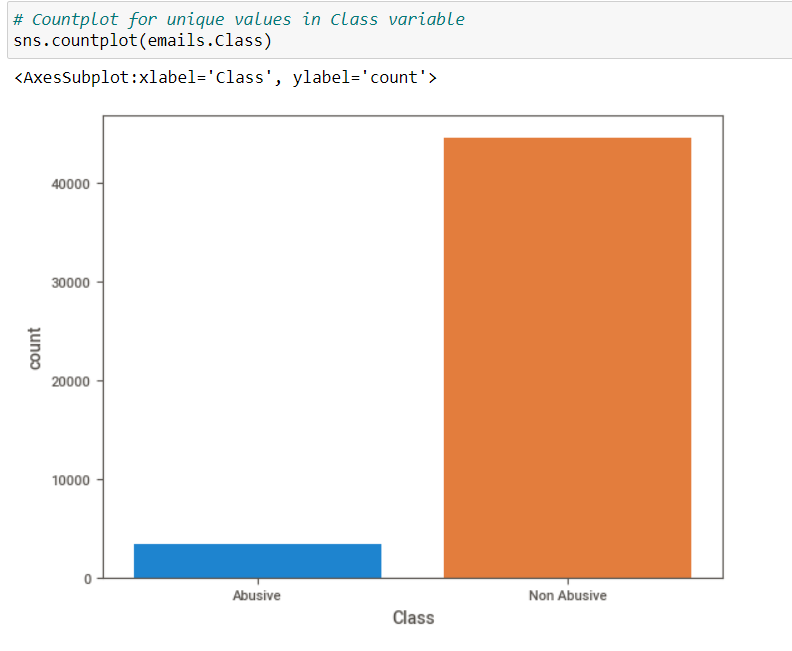 # Countplot for unique values in Class variable
sns.countplot(emails.Class)
<AxesSubplot:xlabel='Class', ylabel='count'>
40000
30000
20000
10000
0
count
Abusive
Non Abusive
Class